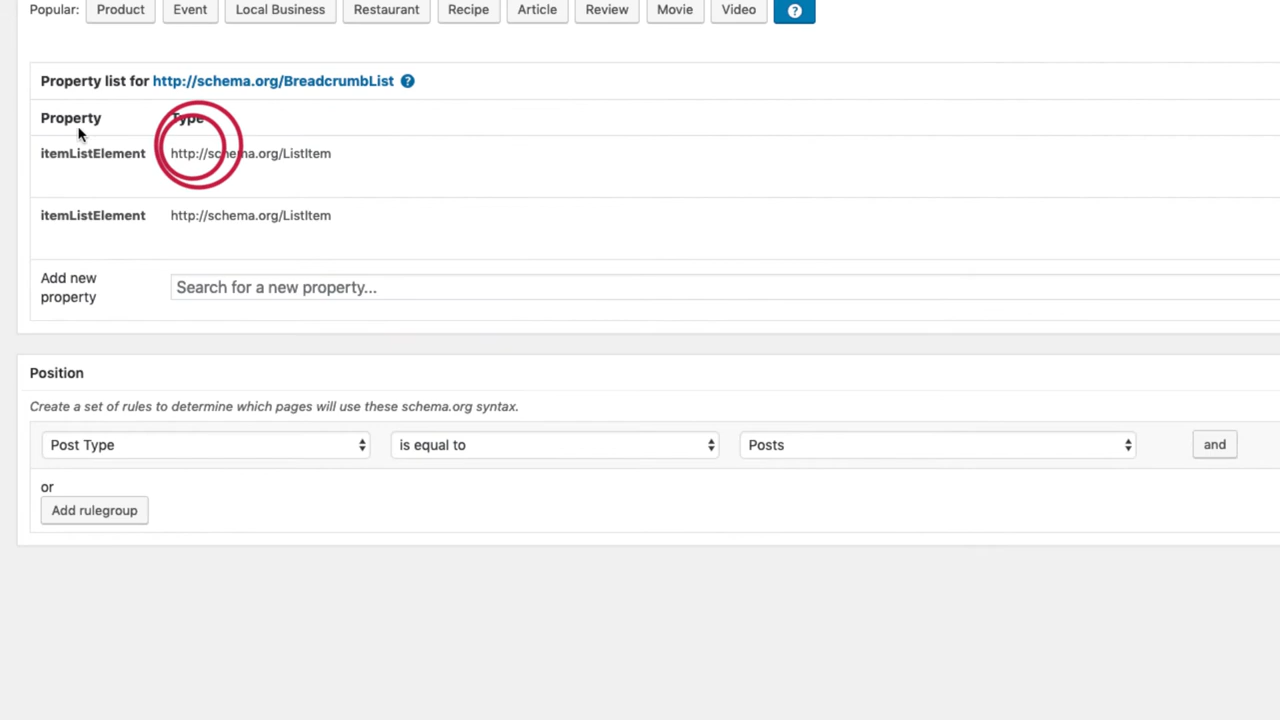 Popular: Product Event Local Business Restaurant Recipe Article Review Movie Video ?
Property list for http://schema.org/BreadcrumbList ?
Property Type
itemListElement http://schema.org/ListItem
itemListElement http://schema.org/ListItem
Add new
property
Search for a new property...
Position
Create a set of rules to determine which pages will use these schema.org syntax.
Post Type is equal to Posts and
or
Add rulegroup